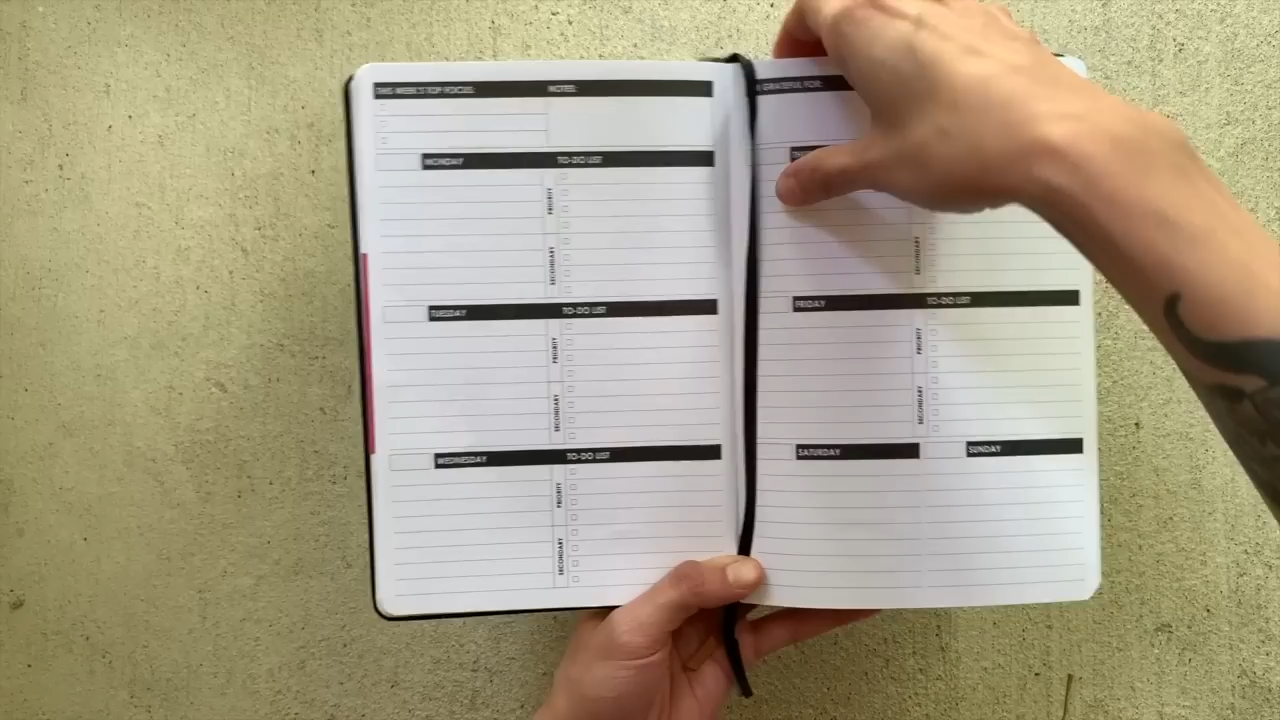 THIS WEEK'S TOP FOCUS: NOTES:
MONDAY TO-DO LIST
PRIORITY
SECONDARY
TUESDAY TO-DO LIST
PRIORITY
SECONDARY
WEDNESDAY TO-DO LIST
PRIORITY
SECONDARY
GRATEFUL FOR:
SECONDARY
FRIDAY TO-DO LIST
PRIORITY
SECONDARY
SATURDAY SUNDAY